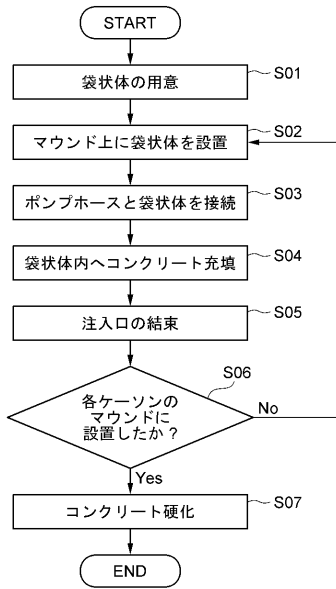 START
袋状体の用意
S01
マウンド上に袋状体を設置
S02
ポンプホースと袋状体を接続
S03
袋状体内へコンクリート充填
S04
注入口の結束
S05
各ケーソンの
マウンドに
設置したか？
S06
No
Yes
コンクリート硬化
S07
END